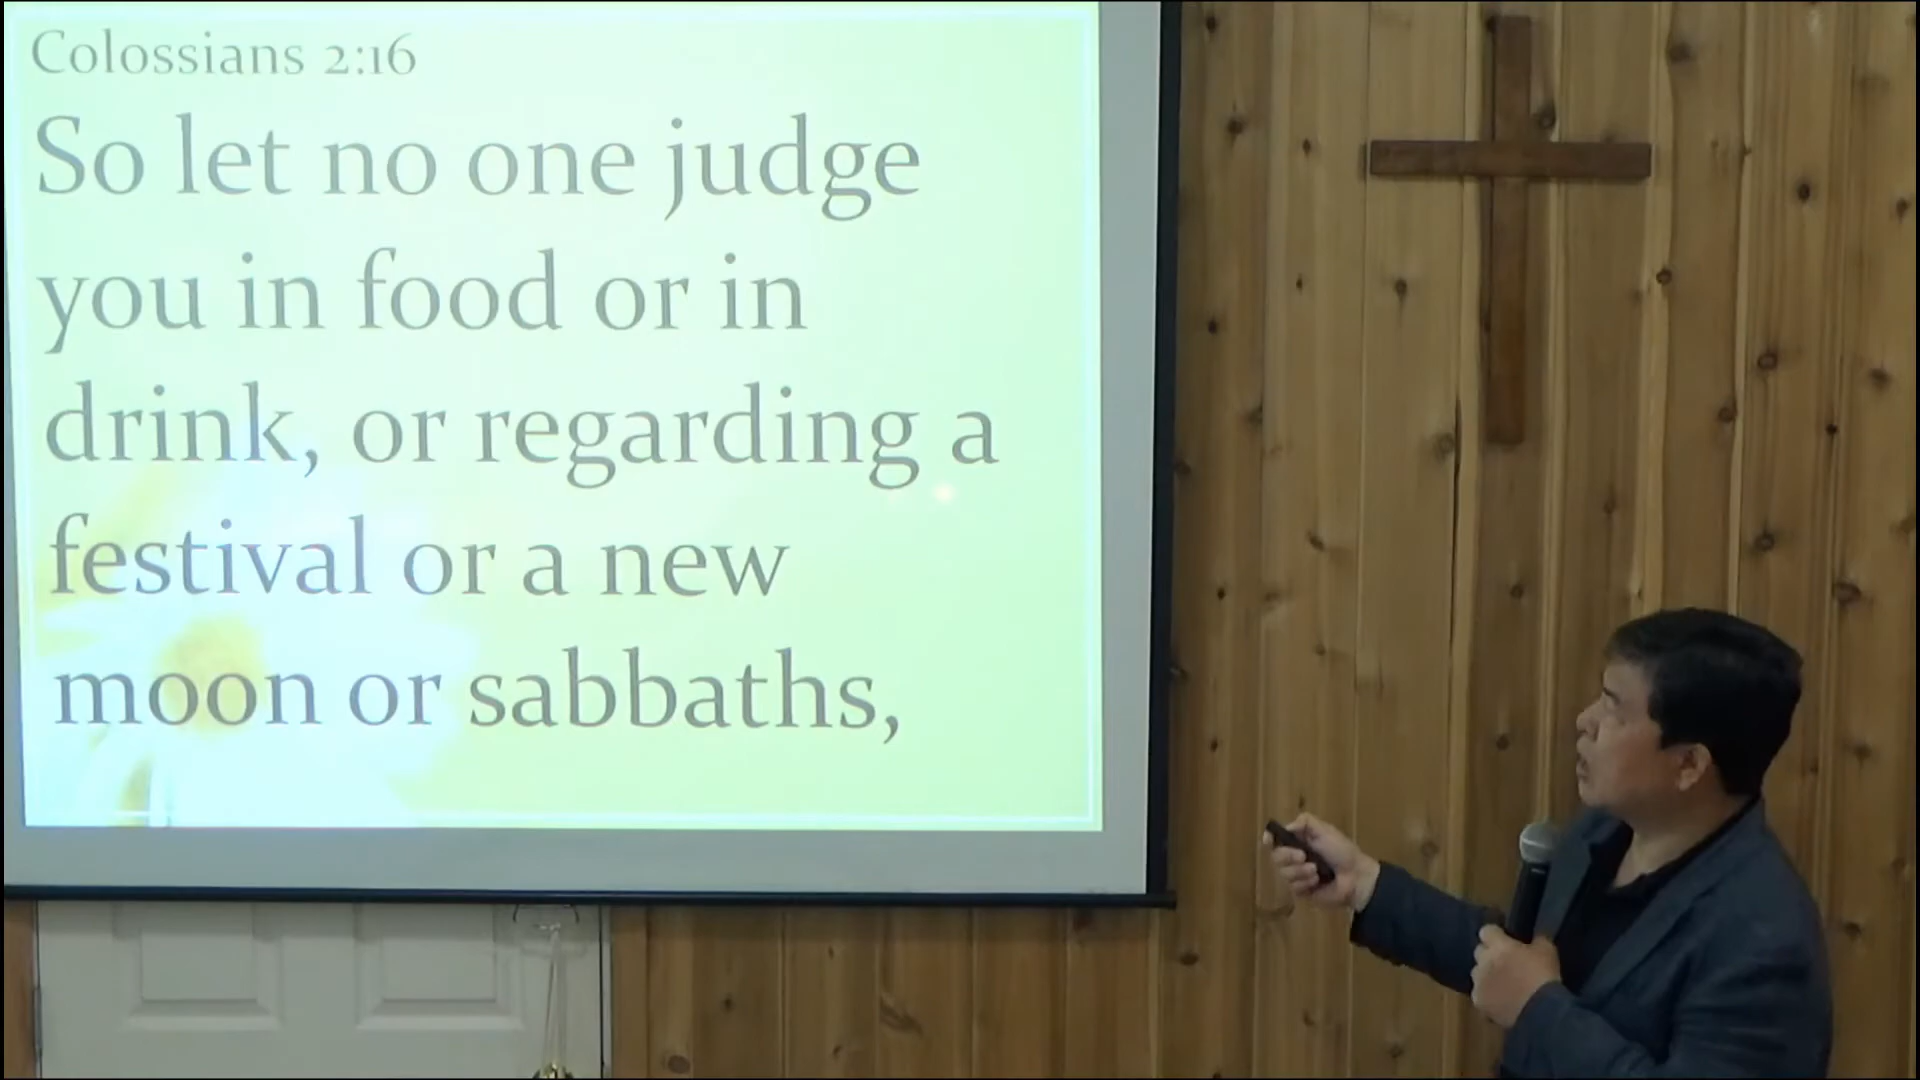 Colossians 2:16
So let no one judge
you in food or in
drink, or regarding a
festival or a new
moon or sabbaths,